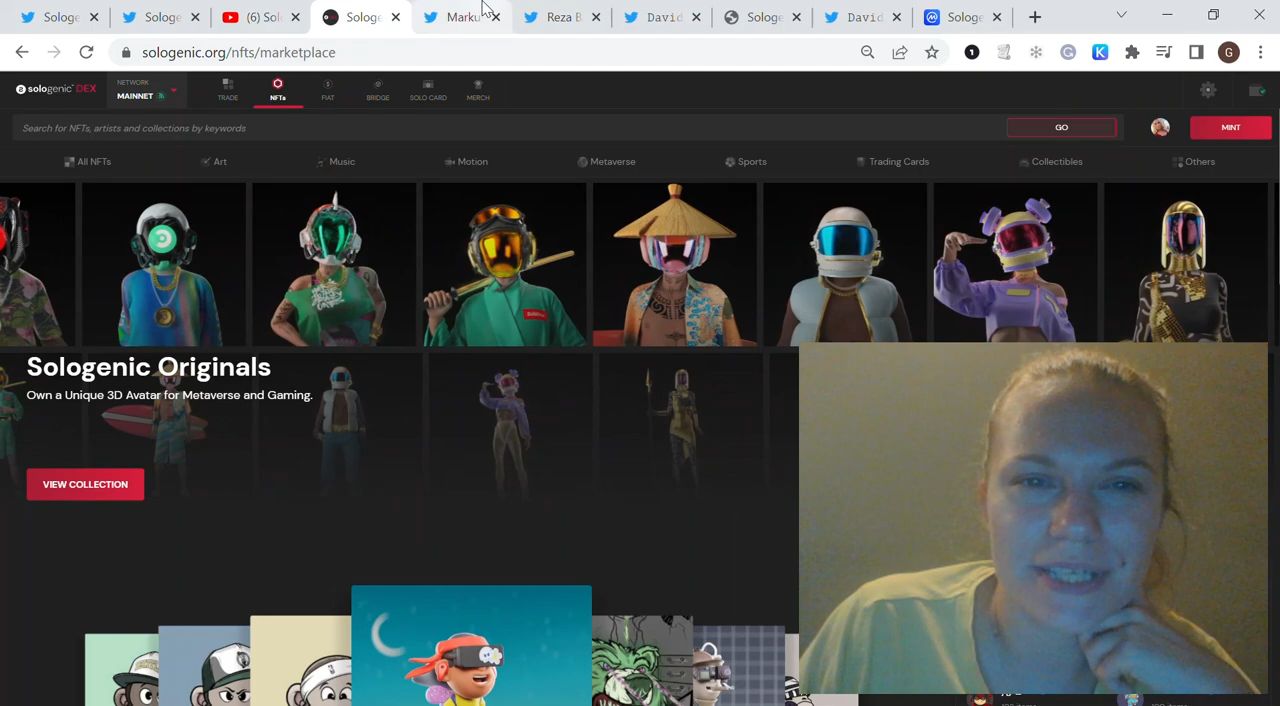 Sologe
Sologe
(6) Sol
Sologe
Marku
Reza B
David
Sologe
David
Sologe
sologenic.org/nfts/marketplace
sologenic DEX
NETWORK
MAINNET
TRADE
NFTs
FIAT
BRIDGE
SOLO CARD
MERCH
Search for NFTs, artists and collections by keywords
GO
MINT
All NFTs
Art
Music
Motion
Metaverse
Sports
Trading Cards
Collectibles
Others
Sologenic Originals
Own a Unique 3D Avatar for Metaverse and Gaming.
VIEW COLLECTION